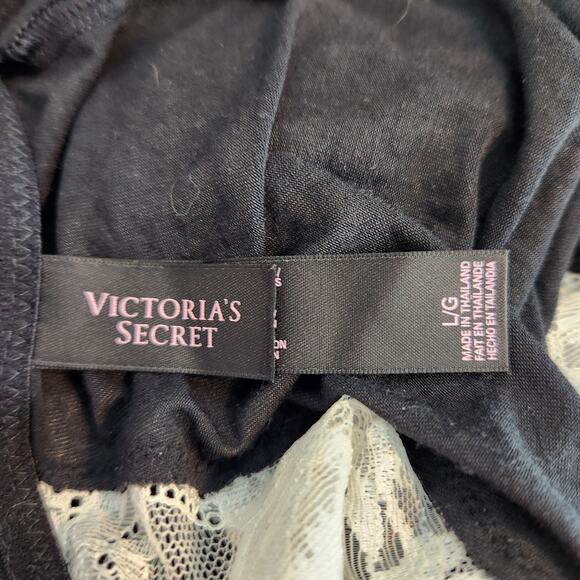 VICTORIA'S
SECRET
L/G
MADE IN THAILAND
FAIT EN THAÏLANDE
HECHO EN TAILANDIA